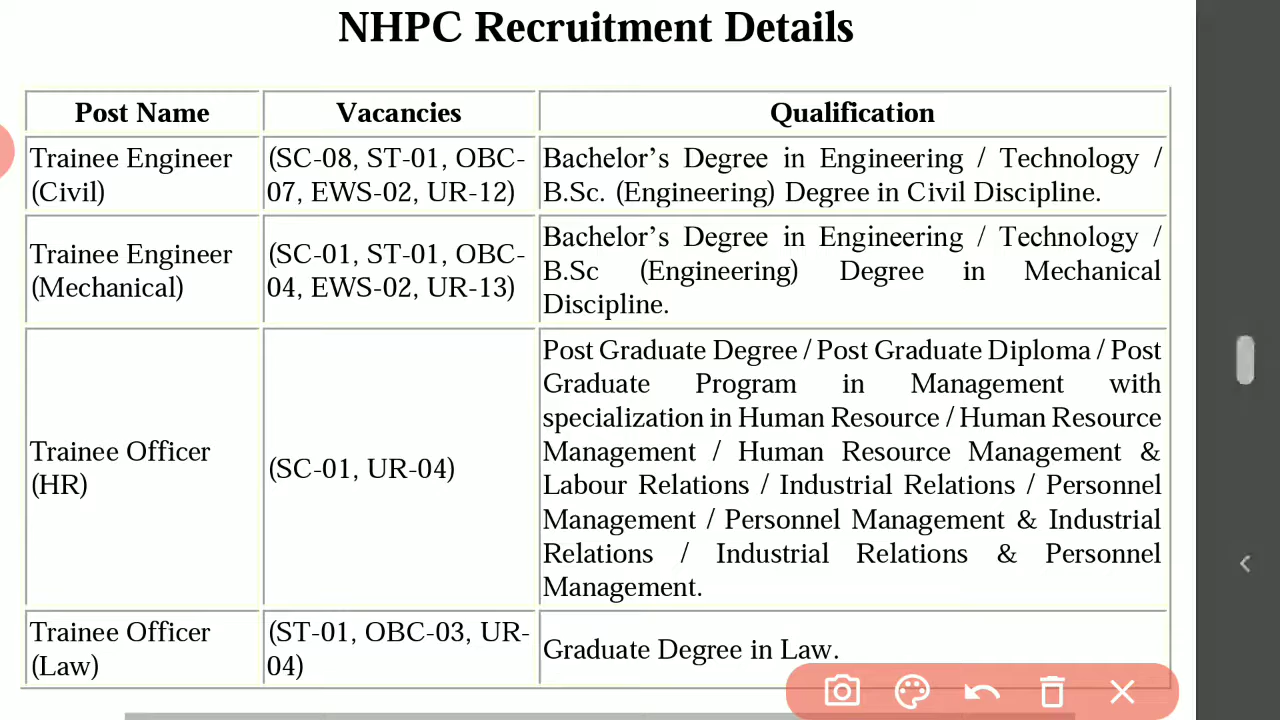 NHPC Recruitment Details
Post Name
Vacancies
Qualification
Trainee Engineer
(Civil)
(SC-08, ST-01, OBC-
07, EWS-02, UR-12)
Bachelor’s Degree in Engineering / Technology /
B.Sc. (Engineering) Degree in Civil Discipline.
Trainee Engineer
(Mechanical)
(SC-01, ST-01, OBC-
04, EWS-02, UR-13)
Bachelor’s Degree in Engineering / Technology /
B.Sc (Engineering) Degree in Mechanical
Discipline.
Trainee Officer
(HR)
(SC-01, UR-04)
Post Graduate Degree / Post Graduate Diploma / Post
Graduate Program in Management with
specialization in Human Resource / Human Resource
Management / Human Resource Management &
Labour Relations / Industrial Relations / Personnel
Management / Personnel Management & Industrial
Relations / Industrial Relations & Personnel
Management.
Trainee Officer
(Law)
(ST-01, OBC-03, UR-
04)
Graduate Degree in Law.